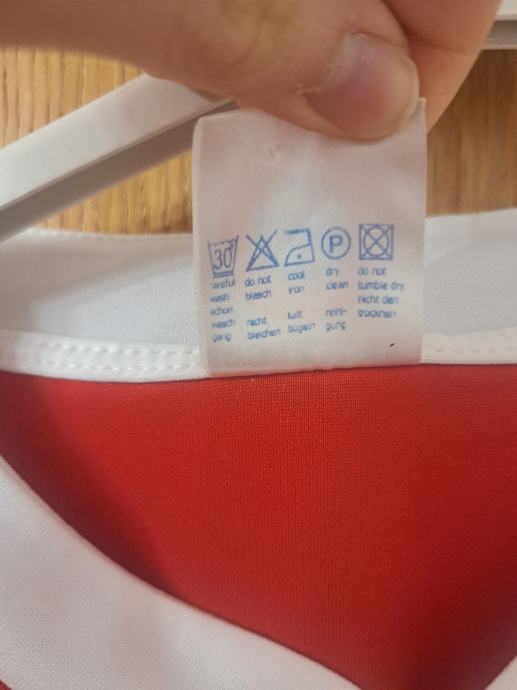 30 P
careful do not cool dry do not
wash bleach iron clean tumble dry
schon nicht den
wasch nicht kalt reini- trocknen
gang bleichen bügeln gung